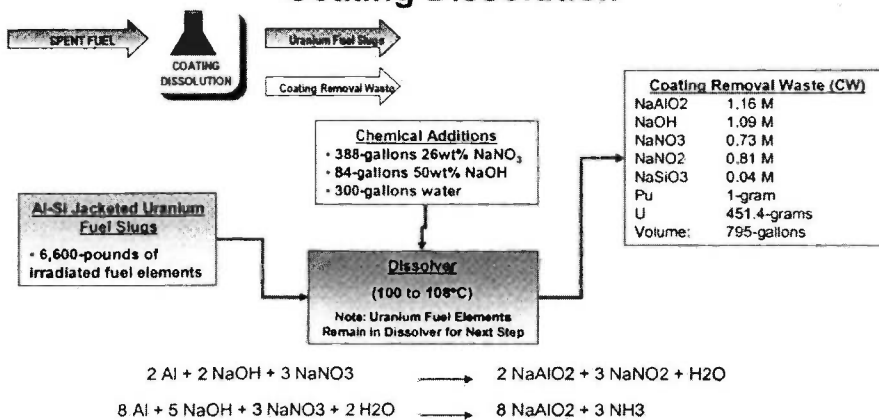 Coating Dissolution
SPENT FUEL
COATING
DISSOLUTION
Uranium Fuel Slugs
Coating Removal Waste
Coating Removal Waste (CW)
NaAlO2 1.16 M
NaOH 1.09 M
NaNO3 0.73 M
NaNO2 0.81 M
NaSiO3 0.04 M
Pu 1-gram
U 451.4-grams
Volume: 795-gallons
Chemical Additions
• 388-gallons 26wt% NaNO₃
• 84-gallons 50wt% NaOH
• 300-gallons water
Al-Si Jacketed Uranium
Fuel Slugs
• 6,600-pounds of
irradiated fuel elements
Dissolver
(100 to 108°C)
Note: Uranium Fuel Elements
Remain in Dissolver for Next Step
2 Al + 2 NaOH + 3 NaNO3 → 2 NaAlO2 + 3 NaNO2 + H2O
8 Al + 5 NaOH + 3 NaNO3 + 2 H2O → 8 NaAlO2 + 3 NH3